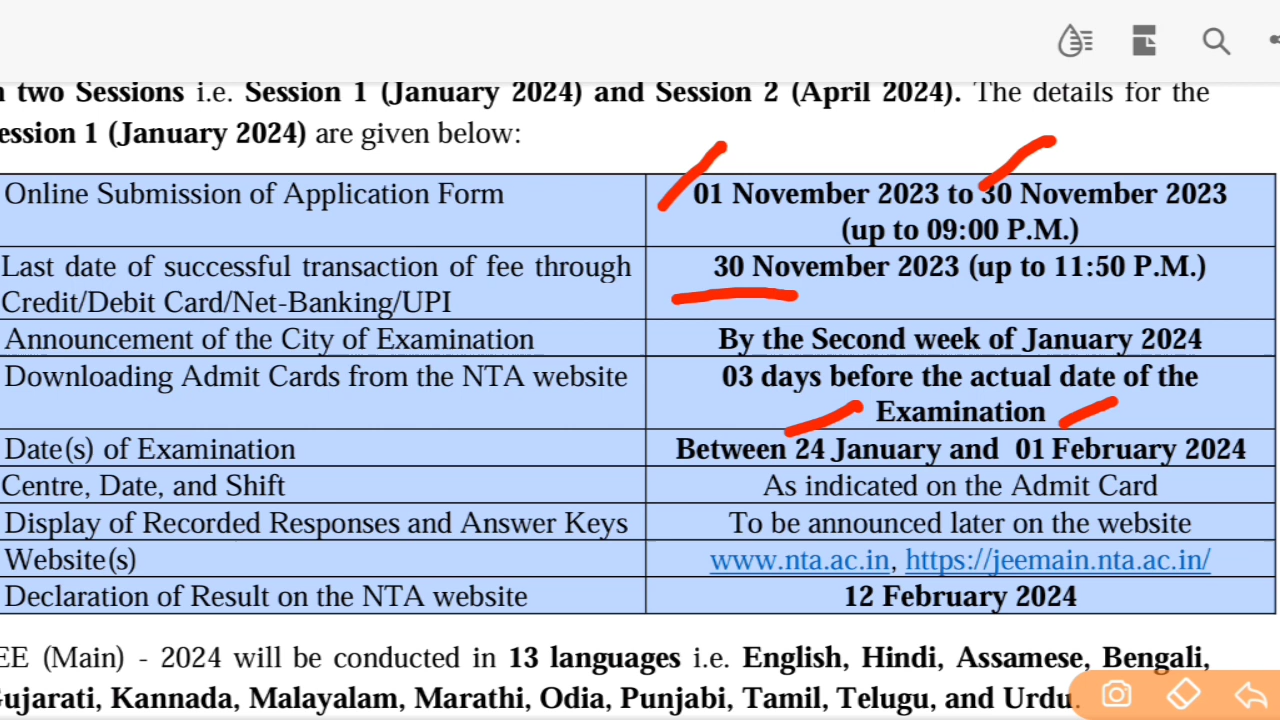 two Sessions i.e. Session 1 (January 2024) and Session 2 (April 2024). The details for the
ession 1 (January 2024) are given below:
Online Submission of Application Form
01 November 2023 to 30 November 2023
(up to 09:00 P.M.)
Last date of successful transaction of fee through
Credit/Debit Card/Net-Banking/UPI
30 November 2023 (up to 11:50 P.M.)
Announcement of the City of Examination
By the Second week of January 2024
Downloading Admit Cards from the NTA website
03 days before the actual date of the
Examination
Date(s) of Examination
Between 24 January and 01 February 2024
Centre, Date, and Shift
As indicated on the Admit Card
Display of Recorded Responses and Answer Keys
To be announced later on the website
Website(s)
www.nta.ac.in, https://jeemain.nta.ac.in/
Declaration of Result on the NTA website
12 February 2024
EE (Main) - 2024 will be conducted in 13 languages i.e. English, Hindi, Assamese, Bengali,
ujarati, Kannada, Malayalam, Marathi, Odia, Punjabi, Tamil, Telugu, and Urdu.